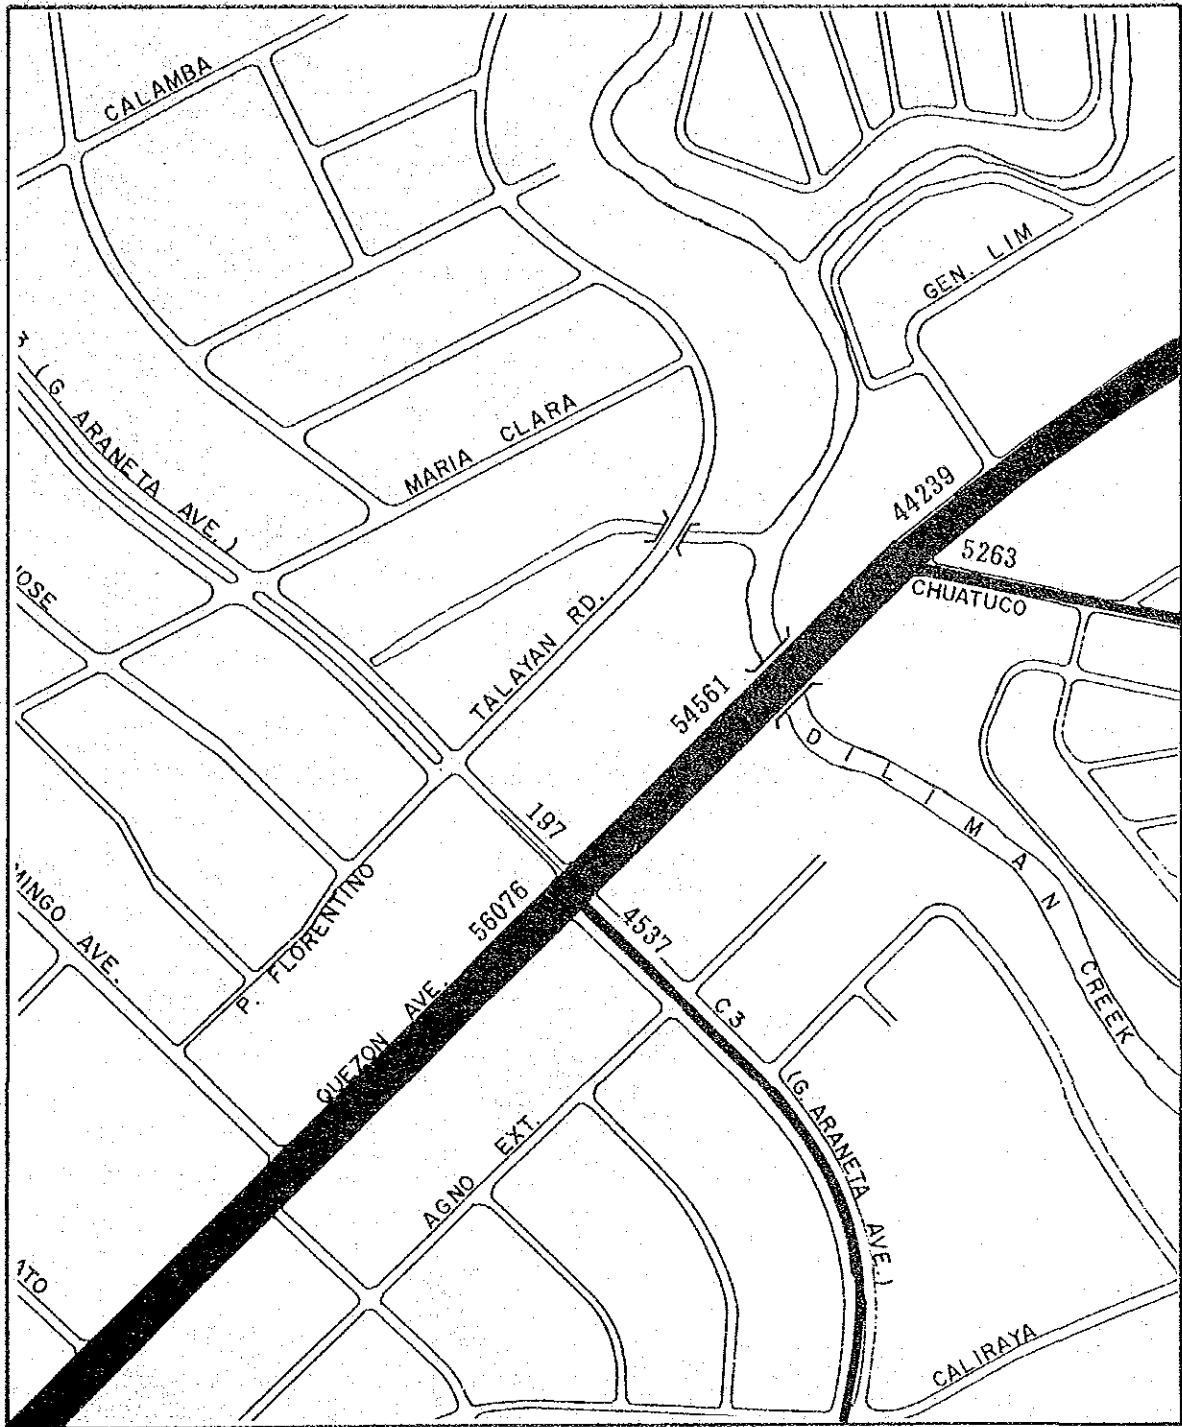 CALAMBA
GEN. LIM
(G. ARANETA AVE.)
MARIA CLARA
44239
5263
CHUATUCO
TALAYAN RD.
54561
DILIMAN CREEK
197
P. FLORENTINO
56076
4537
AVE.
C3
QUEZON AVE.
(G. ARANETA AVE.)
AGNO EXT.
CALIRAYA